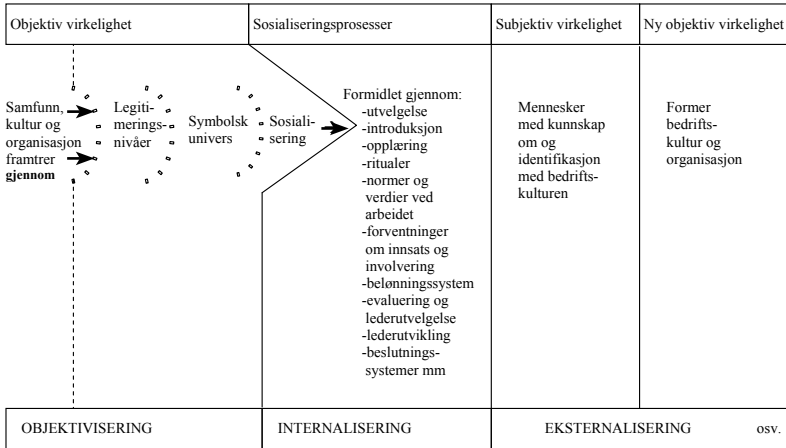 Objektiv virkelighet
Sosialiseringsprosesser
Subjektiv virkelighet
Ny objektiv virkelighet
Samfunn,
kultur og
organisasjon
framtrer
gjennom
Legiti-
merings-
nivåer
Symbolsk
univers
Sosiali-
sering
Formidlet gjennom:
-utvelgelse
-introduksjon
-opplæring
-ritualer
-normer og
verdier ved
arbeidet
-forventninger
om innsats og
involvering
-belønningssystem
-evaluering og
lederutvelgelse
-lederutvikling
-beslutnings-
systemer mm
Mennesker
med kunnskap
om og
identifikasjon
med bedrifts-
kulturen
Former
bedrifts-
kultur og
organisasjon
OBJEKTIVISERING
INTERNALISERING
EKSTERNALISERING
osv.